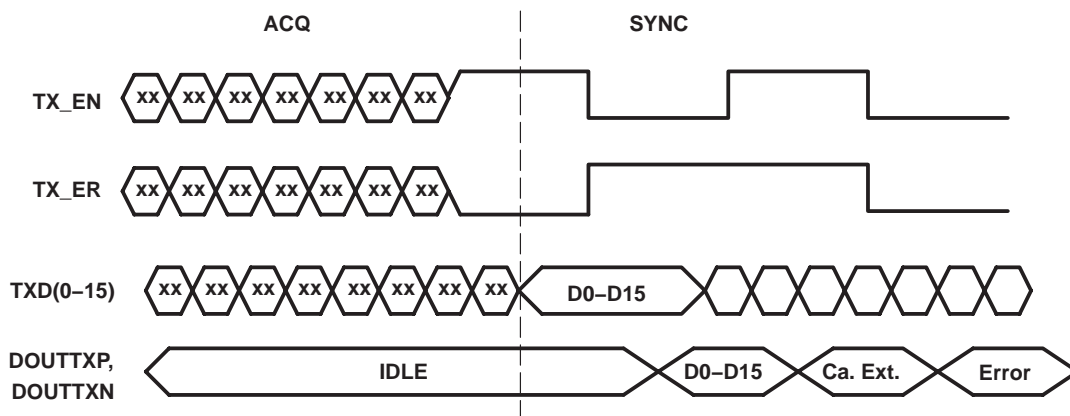 ACQ SYNC
TX_EN xx xx xx xx xx xx xx
TX_ER xx xx xx xx xx xx xx
TXD(0–15) xx xx xx xx xx xx xx xx D0–D15
DOUTTXP,
DOUTTXN
IDLE D0–D15 Ca. Ext. Error